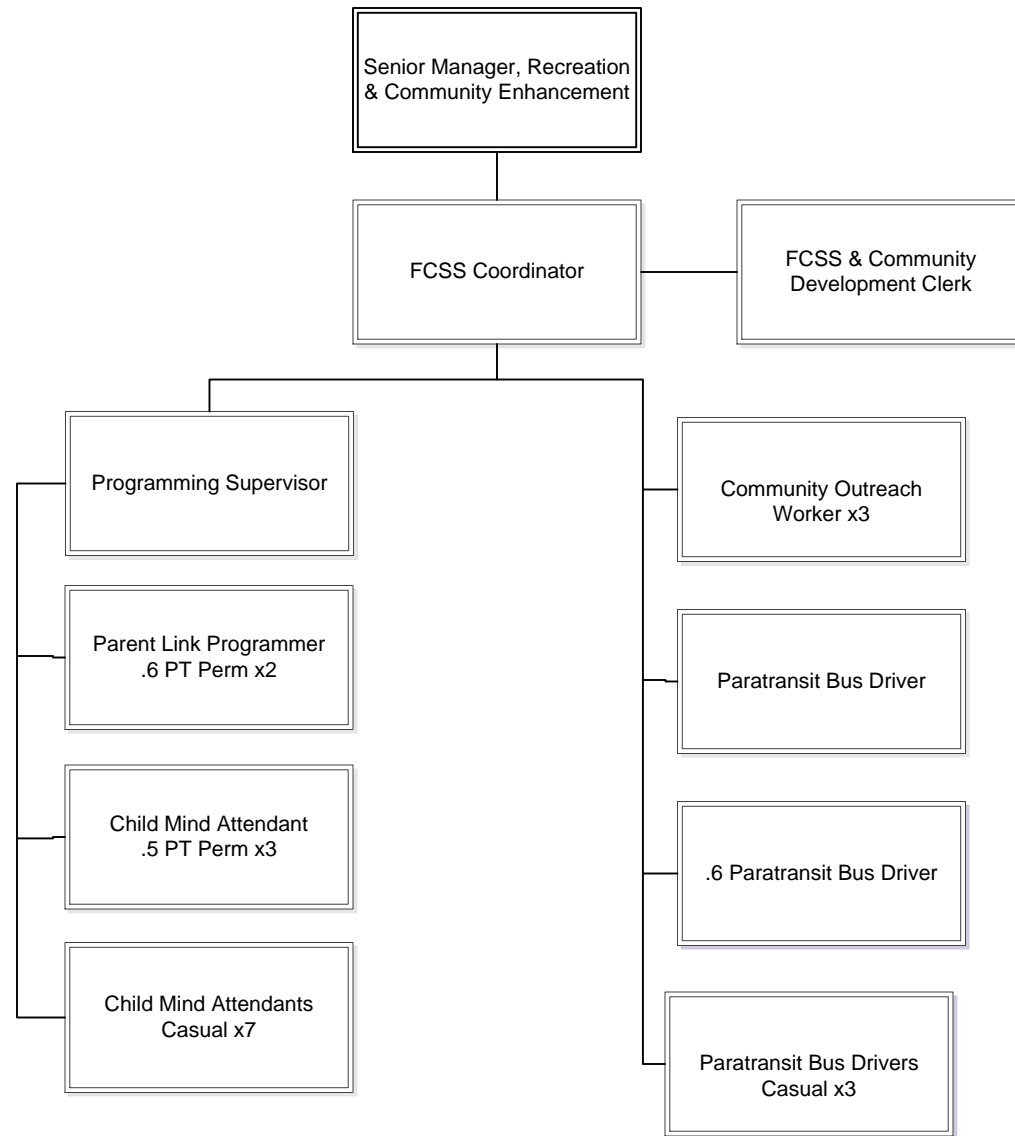 Senior Manager, Recreation
& Community Enhancement
FCSS Coordinator
FCSS & Community
Development Clerk
Programming Supervisor
Parent Link Programmer
.6 PT Perm x2
Child Mind Attendant
.5 PT Perm x3
Child Mind Attendants
Casual x7
Community Outreach
Worker x3
Paratransit Bus Driver
.6 Paratransit Bus Driver
Paratransit Bus Drivers
Casual x3